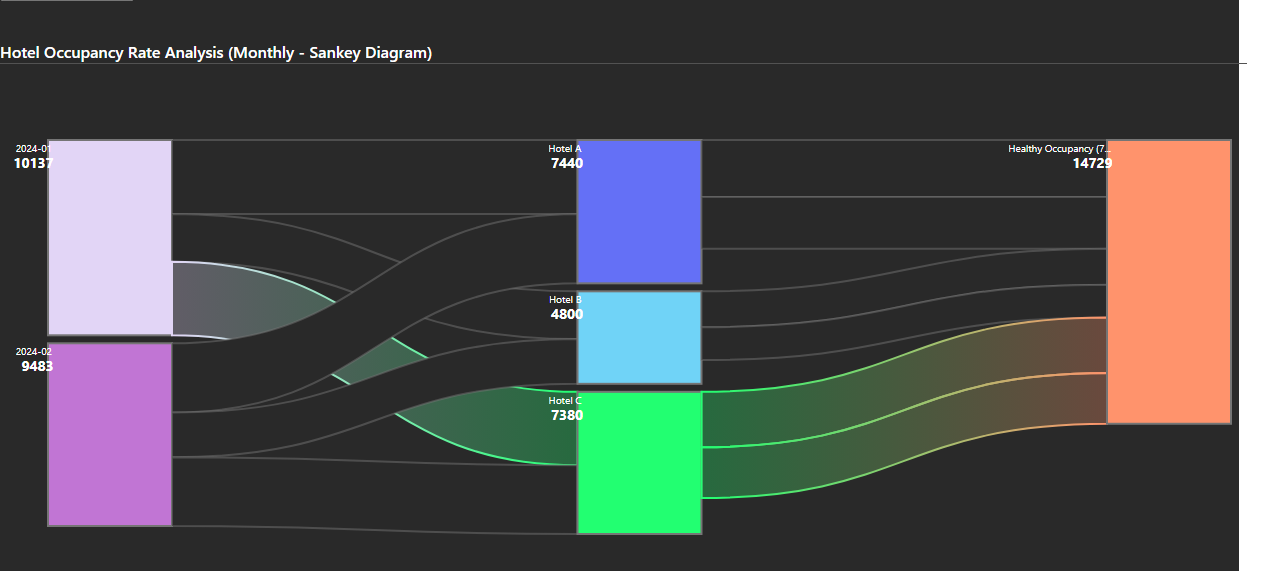 Hotel Occupancy Rate Analysis (Monthly - Sankey Diagram)
2024-01
10137
Hotel A
7440
Healthy Occupancy (7...
14729
Hotel B
4800
2024-02
9483
Hotel C
7380